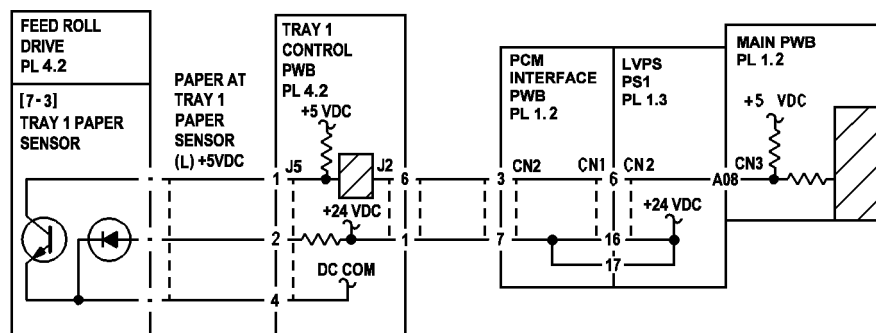 FEED ROLL
DRIVE
PL 4.2
[7-3]
TRAY 1 PAPER
SENSOR
PAPER AT
TRAY 1
PAPER
SENSOR
(L) +5VDC
TRAY 1
CONTROL
PWB
PL 4.2
+5 VDC
1 J5 J2 6
+24 VDC
2 1
DC COM
4
PCM
INTERFACE
PWB
PL 1.2
LVPS
PS1
PL 1.3
MAIN PWB
PL 1.2
+5 VDC
3 CN2 CN1 6 CN2 A08 CN3
+24 VDC
7 16
17